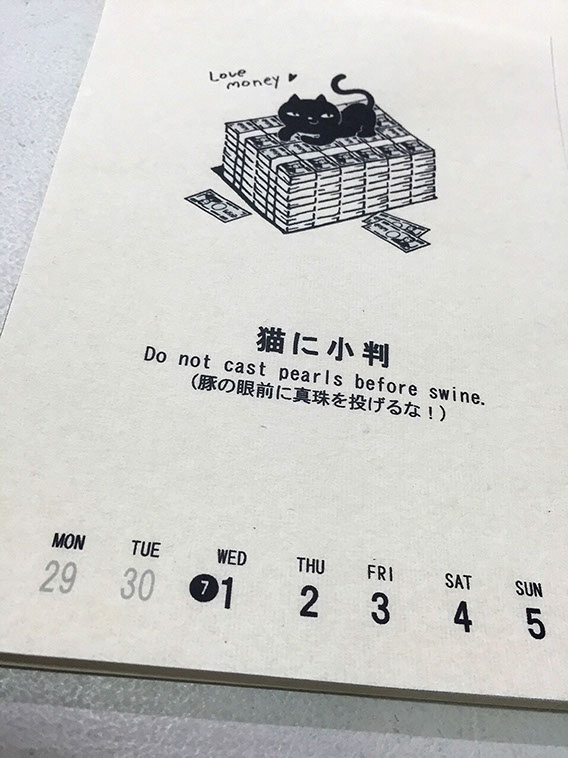 Love
money ♥
猫に小判
Do not cast pearls before swine.
(豚の眼前に真珠を投げるな！)
MON TUE WED THU FRI SAT SUN
29 30 7 1 2 3 4 5